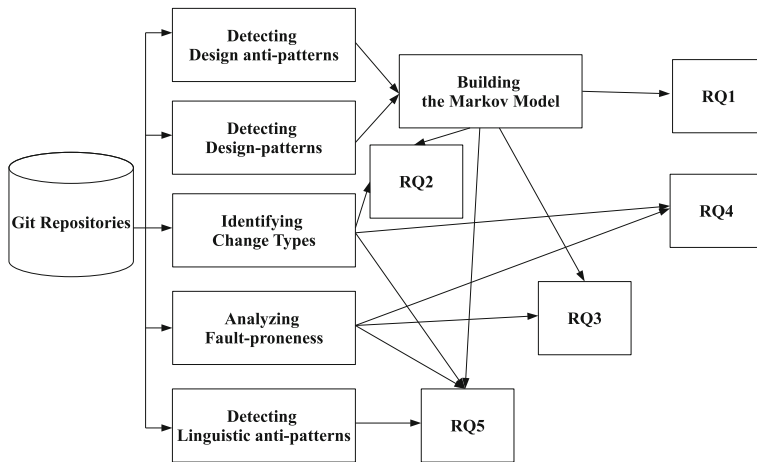 Git Repositories
Detecting
Design anti-patterns
Detecting
Design-patterns
Identifying
Change Types
Analyzing
Fault-proneness
Detecting
Linguistic anti-patterns
Building
the Markov Model
RQ1
RQ2
RQ4
RQ3
RQ5